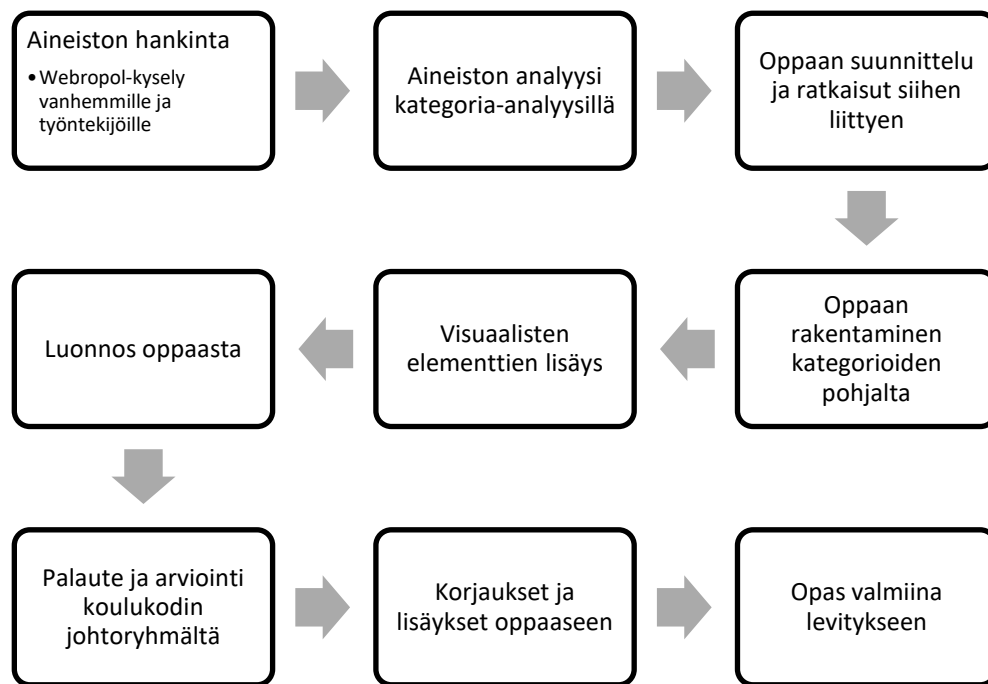 Aineiston hankinta
•Webropol-kysely
vanhemmille ja
työntekijöille
Aineiston analyysi
kategoria-analyysillä
Oppaan suunnittelu
ja ratkaisut siihen
liittyen
Oppaan
rakentaminen
kategorioiden
pohjalta
Visuaalisten
elementtien lisäys
Luonnos oppaasta
Palaute ja arviointi
koulukodin
johtoryhmältä
Korjaukset ja
lisäykset oppaaseen
Opas valmiina
levitykseen